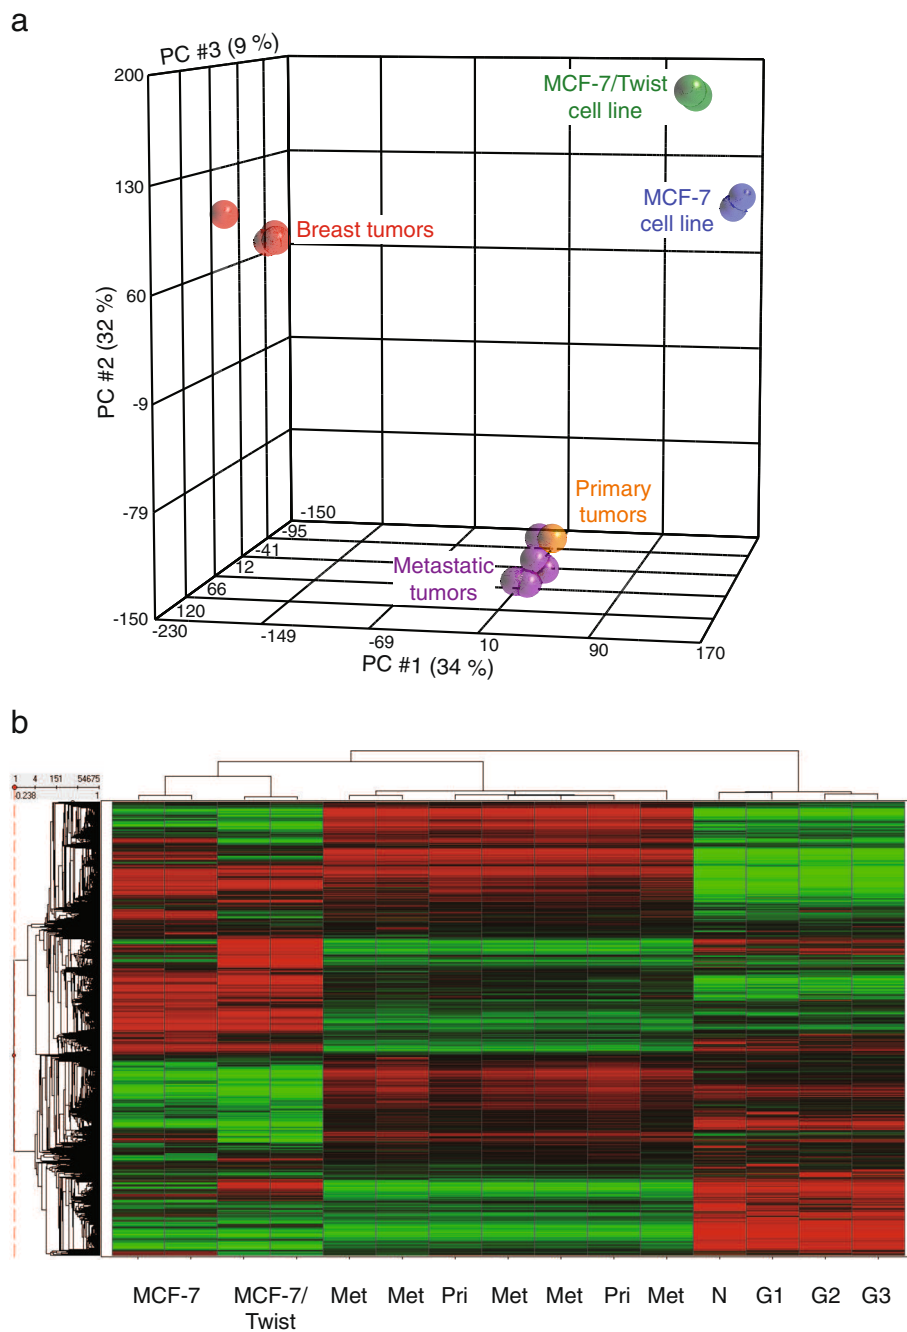 a
PC #3 (9 %)
200
130
60
-9
-79
-150
PC #2 (32 %)
MCF-7/Twist
cell line
MCF-7
cell line
Breast tumors
Primary
tumors
Metastatic
tumors
-150
-95
-41
12
66
120
-230
-149
-69
10
90
170
PC #1 (34 %)
b
1 4 151 54675
-0.238 1
MCF-7 MCF-7/ Met Met Pri Met Met Pri Met N G1 G2 G3
Twist